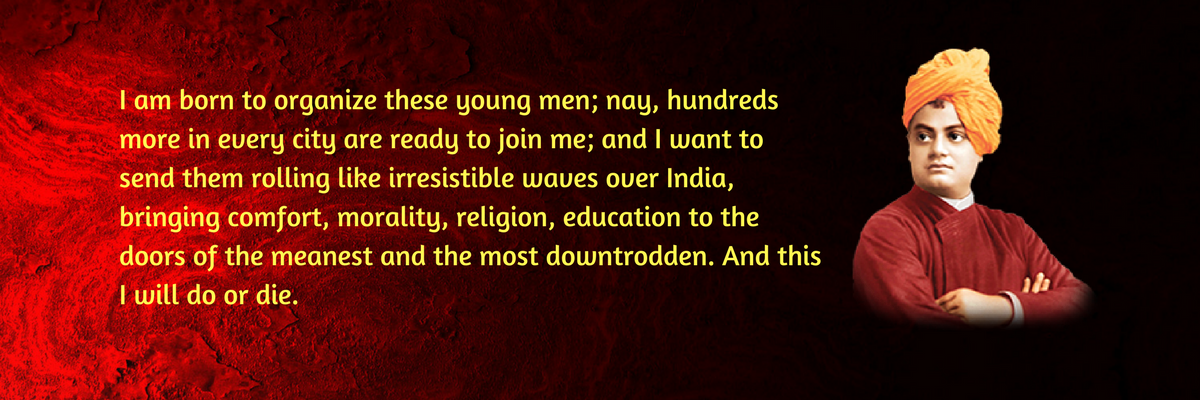 I am born to organize these young men; nay, hundreds
more in every city are ready to join me; and I want to
send them rolling like irresistible waves over India,
bringing comfort, morality, religion, education to the
doors of the meanest and the most downtrodden. And this
I will do or die.